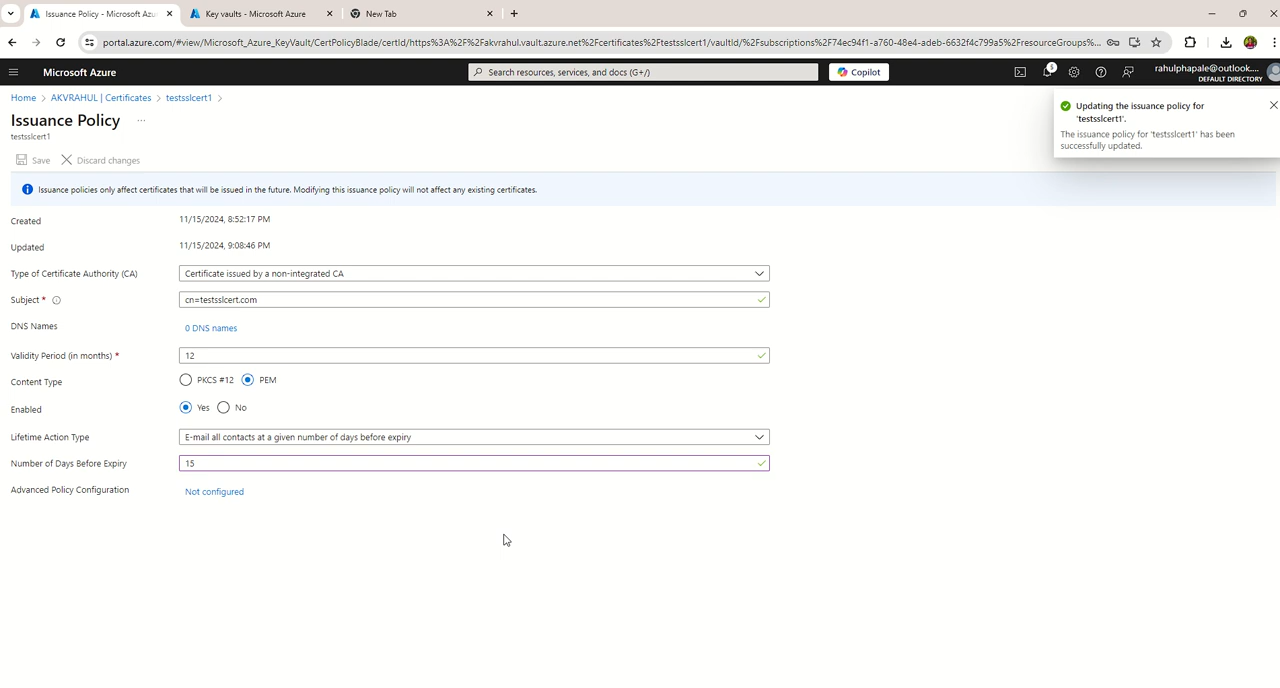 Issuance Policy - Microsoft Azu
Key vaults - Microsoft Azure
New Tab
portal.azure.com/#view/Microsoft_Azure_KeyVault/CertPolicyBlade/certId/https%3A%2F%2Fakvrahul.vault.azure.net%2Fcertificates%2Ftestsslcert1/vaultId/%2Fsubscriptions%2F74ec94f1-a760-48e4-adeb-6632f4c799a5%2FresourceGroups%...
Microsoft Azure
Search resources, services, and docs (G+/)
Copilot
5
rahulphapale@outlook....
DEFAULT DIRECTORY
Home > AKVRAHUL | Certificates > testsslcert1 >
Issuance Policy ...
testsslcert1
Updating the issuance policy for
'testsslcert1'.
The issuance policy for 'testsslcert1' has been
successfully updated.
Save Discard changes
Issuance policies only affect certificates that will be issued in the future. Modifying this issuance policy will not affect any existing certificates.
Created 11/15/2024, 8:52:17 PM
Updated 11/15/2024, 9:08:46 PM
Type of Certificate Authority (CA) Certificate issued by a non-integrated CA
Subject * cn=testsslcert.com
DNS Names 0 DNS names
Validity Period (in months) * 12
Content Type PKCS #12 PEM
Enabled Yes No
Lifetime Action Type E-mail all contacts at a given number of days before expiry
Number of Days Before Expiry 15
Advanced Policy Configuration Not configured